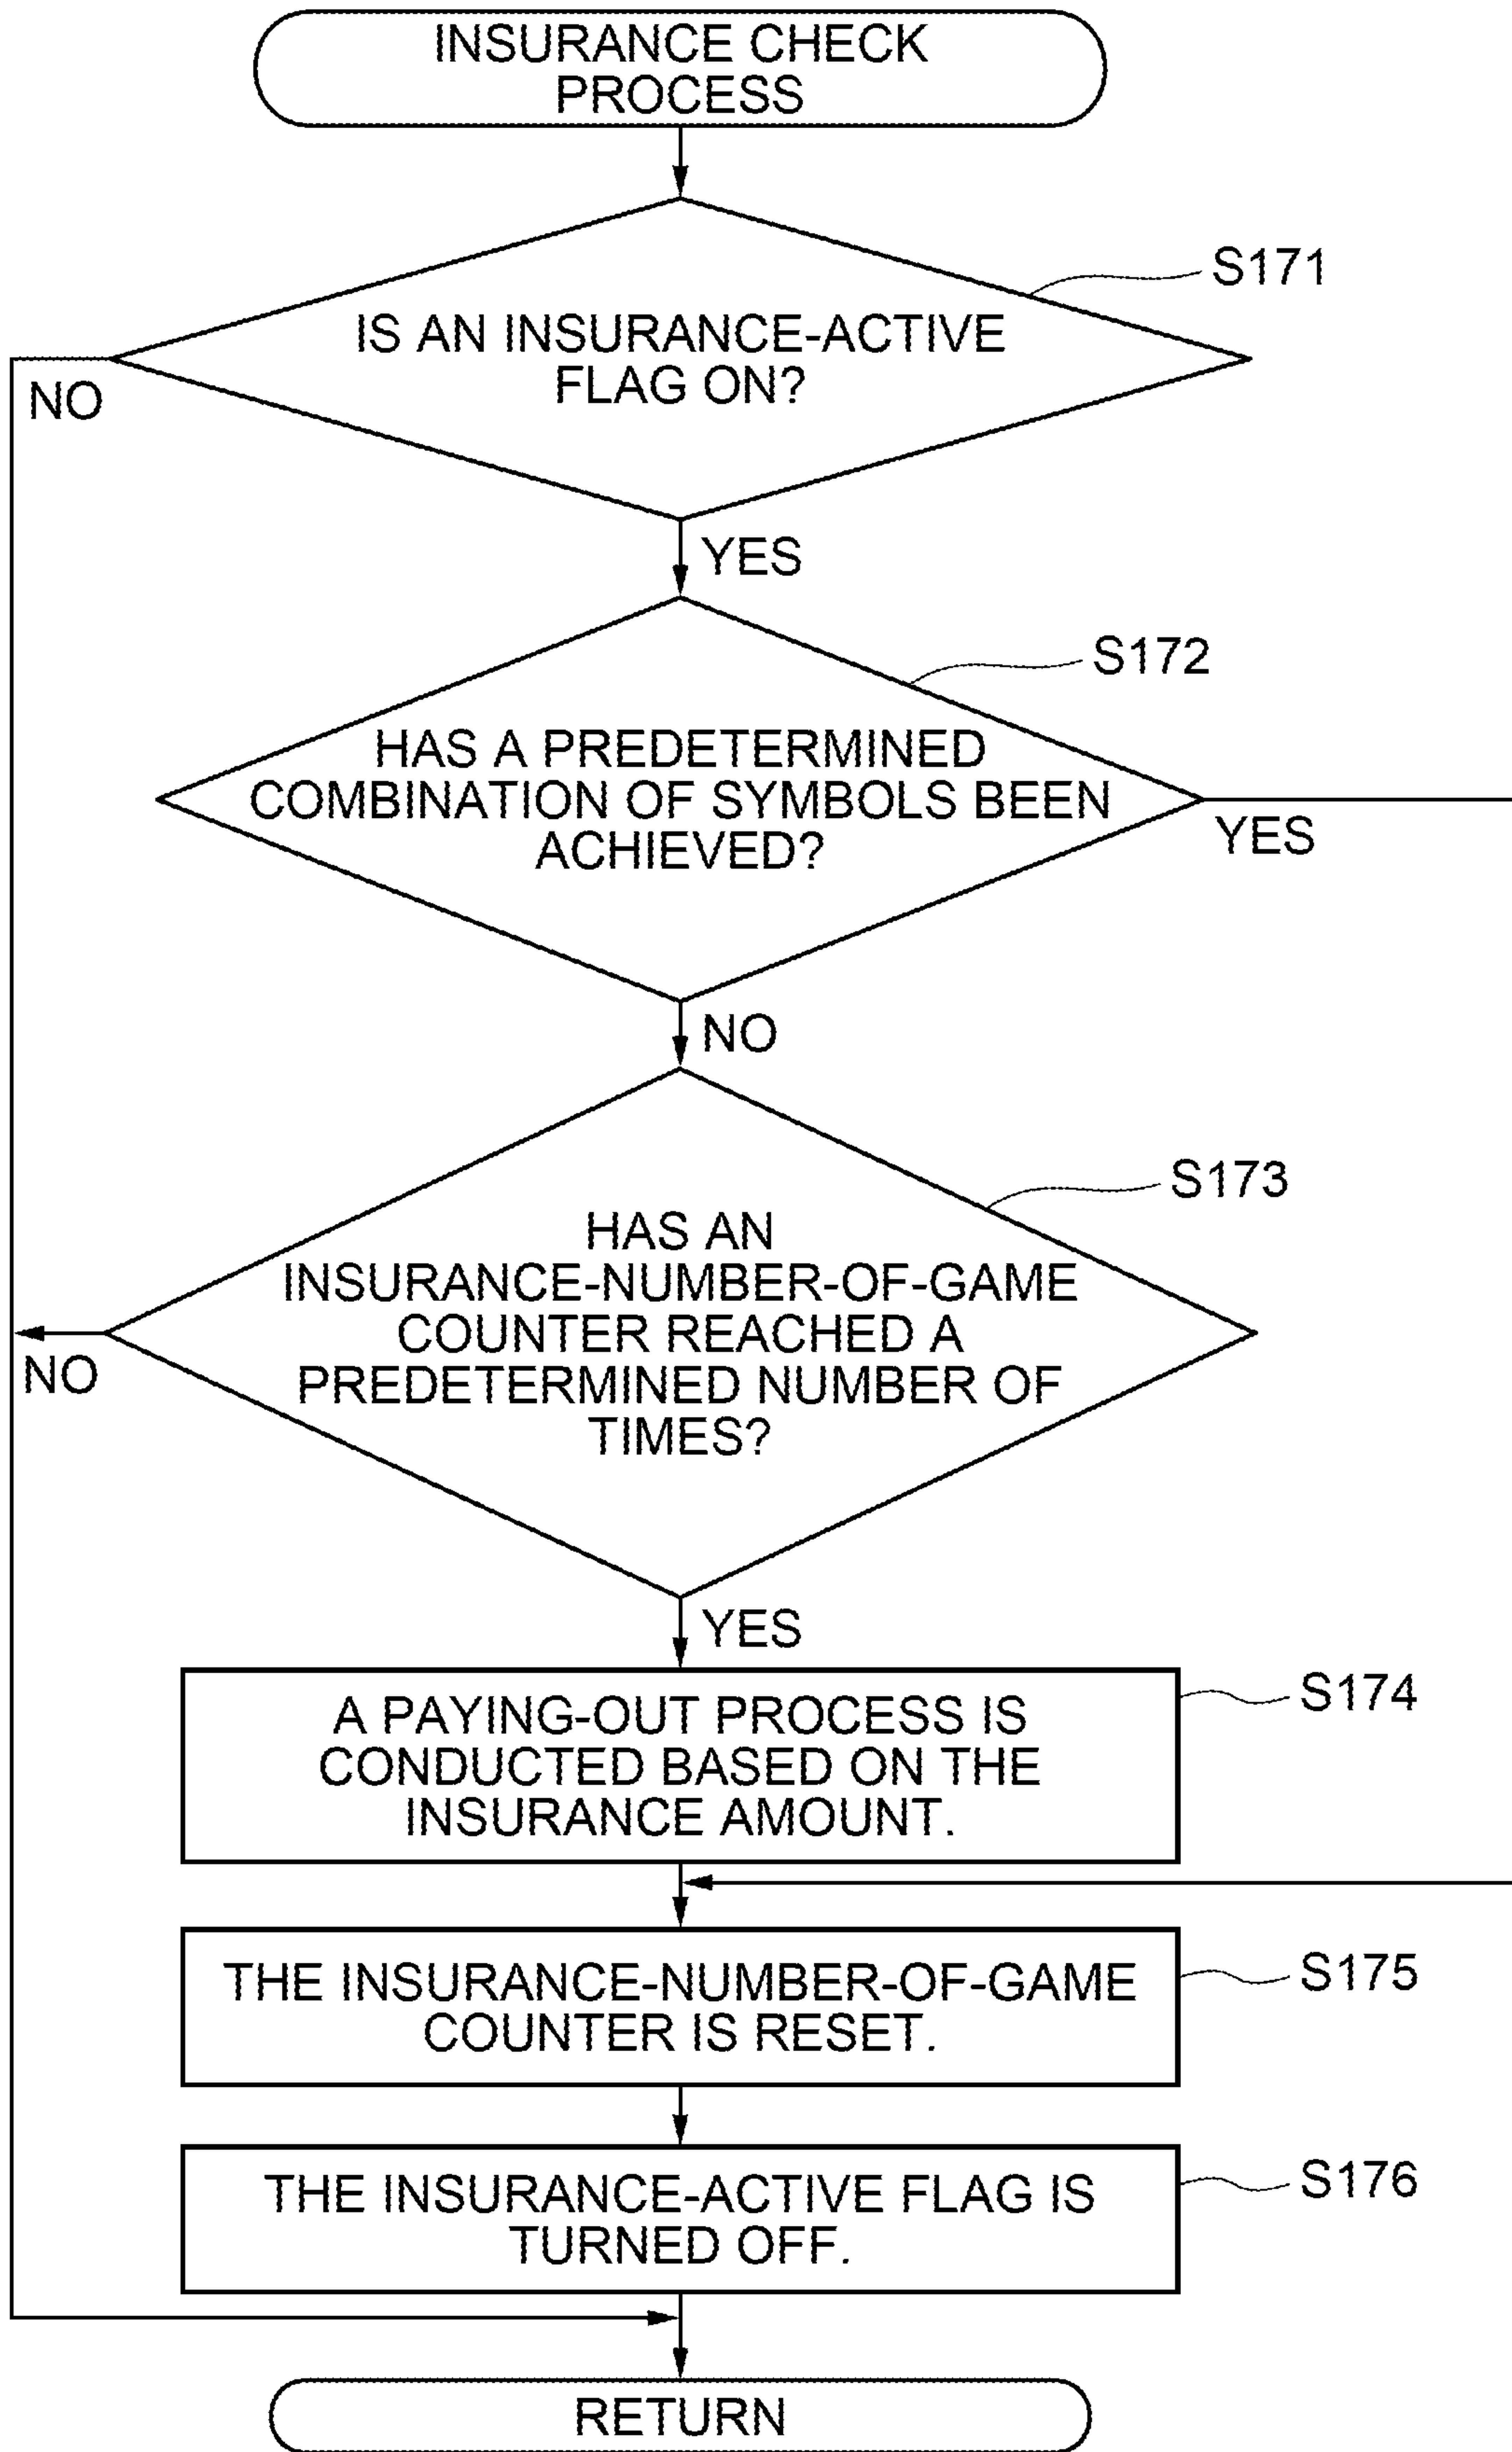 INSURANCE CHECK
PROCESS
S171
IS AN INSURANCE-ACTIVE
FLAG ON?
NO
YES
S172
HAS A PREDETERMINED
COMBINATION OF SYMBOLS BEEN
ACHIEVED?
YES
NO
S173
HAS AN
INSURANCE-NUMBER-OF-GAME
COUNTER REACHED A
PREDETERMINED NUMBER OF
TIMES?
NO
YES
S174
A PAYING-OUT PROCESS IS
CONDUCTED BASED ON THE
INSURANCE AMOUNT.
S175
THE INSURANCE-NUMBER-OF-GAME
COUNTER IS RESET.
S176
THE INSURANCE-ACTIVE FLAG IS
TURNED OFF.
RETURN